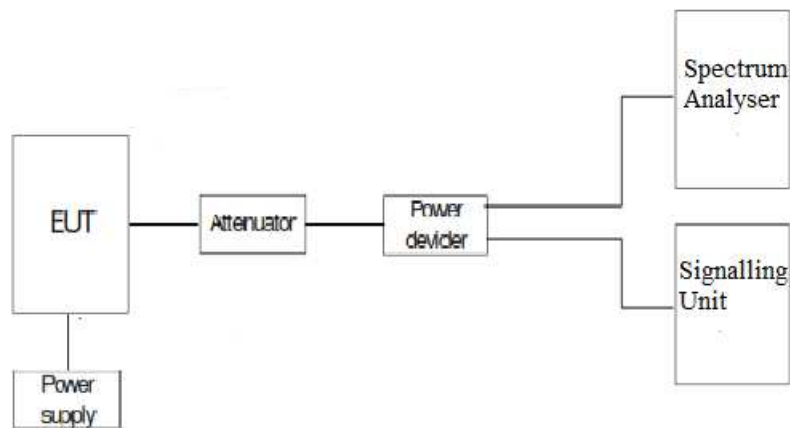 Spectrum
Analyser
EUT
Attenuator
Power
devider
Signalling
Unit
Power
supply